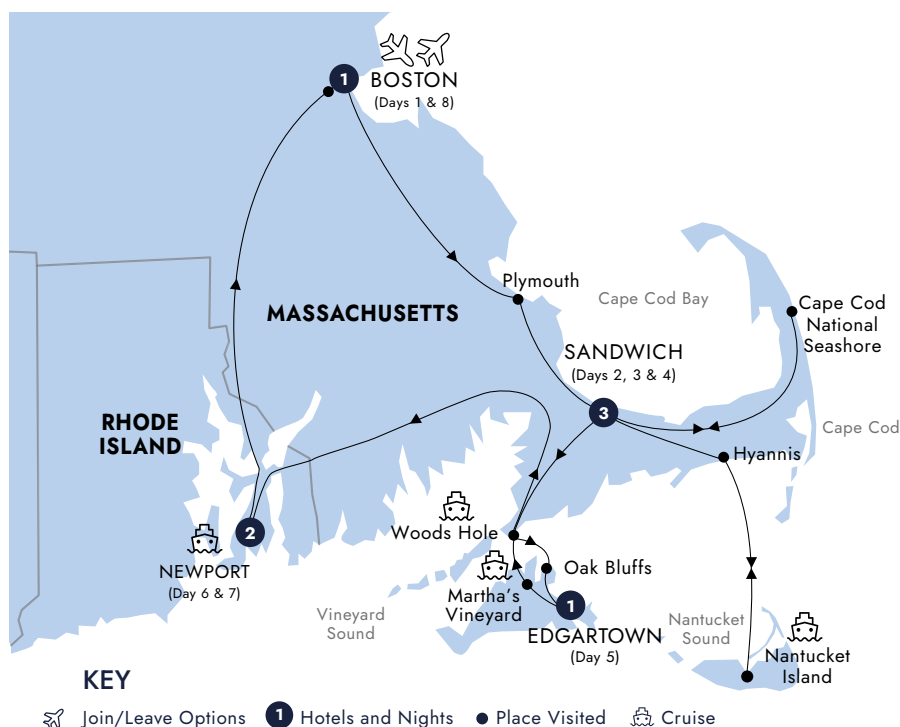 1
BOSTON
(Days 1 & 8)
Plymouth
Cape Cod Bay
Cape Cod
National
Seashore
MASSACHUSETTS
SANDWICH
(Days 2, 3 & 4)
3
RHODE
ISLAND
Cape Cod
Hyannis
Woods Hole
2
NEWPORT
(Day 6 & 7)
Oak Bluffs
Martha's
Vineyard
1
EDGARTOWN
(Day 5)
Vineyard
Sound
Nantucket
Sound
Nantucket
Island
KEY
Join/Leave Options 1 Hotels and Nights Place Visited Cruise